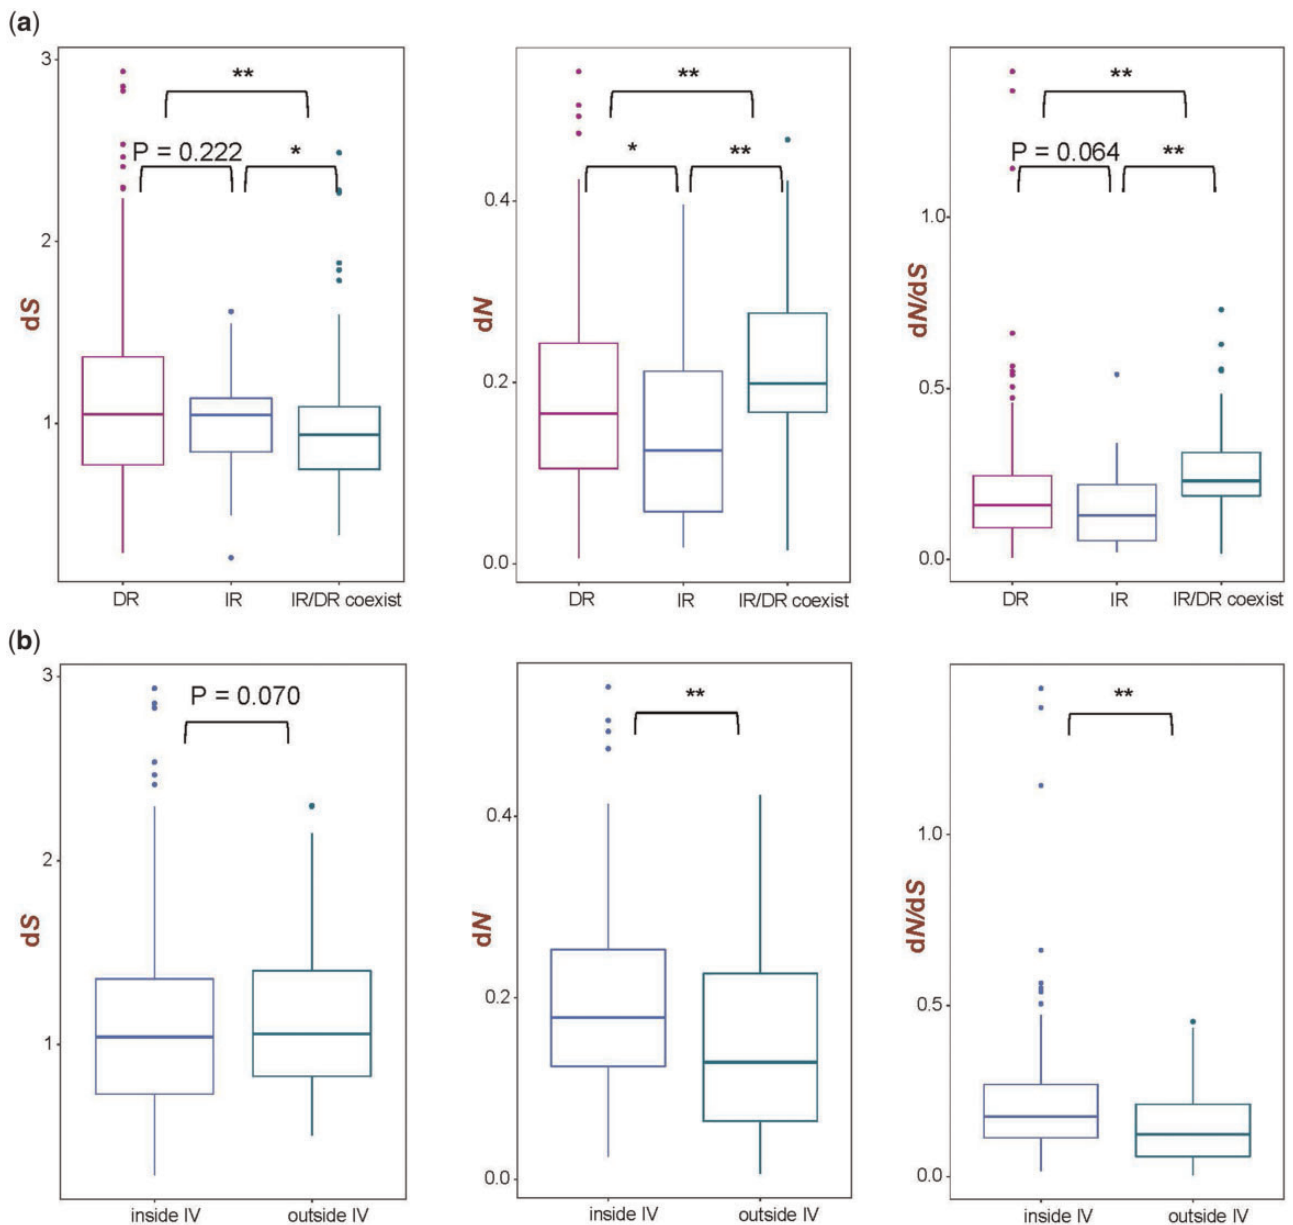 (a)
3
2
1
dS
**
P = 0.222
*
DR
IR
IR/DR coexist
0.4
0.2
0.0
dN
**
*
**
DR
IR
IR/DR coexist
1.0
0.5
0.0
dN/dS
**
P = 0.064
**
DR
IR
IR/DR coexist
(b)
3
2
1
dS
P = 0.070
inside IV
outside IV
0.4
0.2
0.0
dN
**
inside IV
outside IV
1.0
0.5
0.0
dN/dS
**
inside IV
outside IV